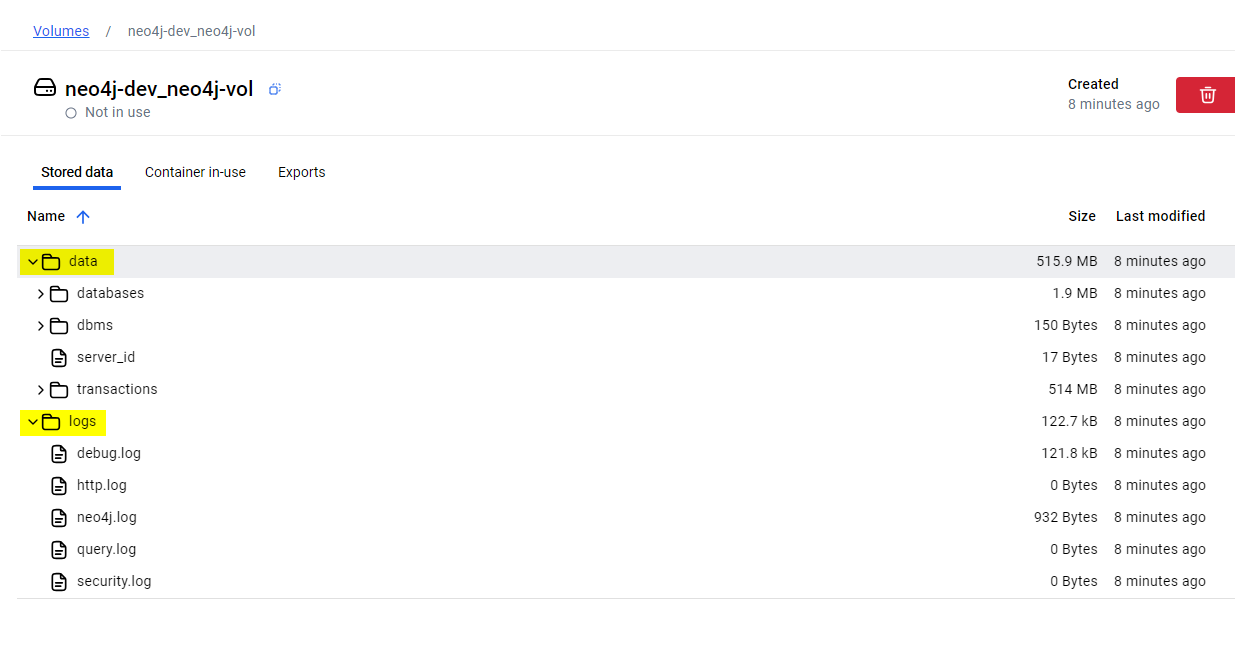 Volumes / neo4j-dev_neo4j-vol
neo4j-dev_neo4j-vol
Not in use
Created
8 minutes ago
Stored data Container in-use Exports
Name Size Last modified
data 515.9 MB 8 minutes ago
databases 1.9 MB 8 minutes ago
dbms 150 Bytes 8 minutes ago
server_id 17 Bytes 8 minutes ago
transactions 514 MB 8 minutes ago
logs 122.7 kB 8 minutes ago
debug.log 121.8 kB 8 minutes ago
http.log 0 Bytes 8 minutes ago
neo4j.log 932 Bytes 8 minutes ago
query.log 0 Bytes 8 minutes ago
security.log 0 Bytes 8 minutes ago